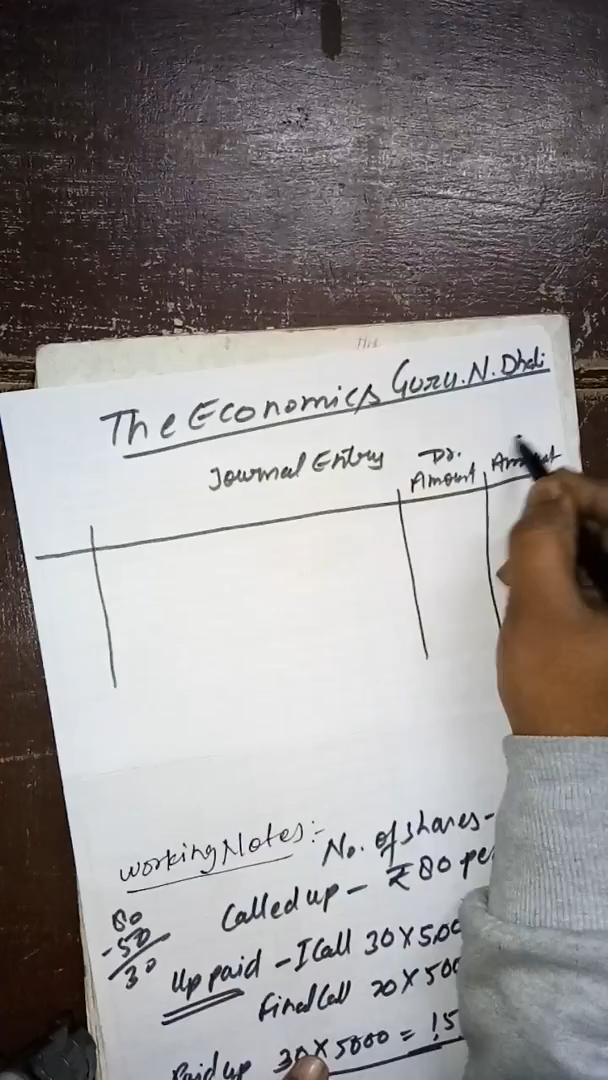 The Economics Guru.N.Dhali
Journal Entry
Dr.
Amount
Amount
Working Notes:-
No. of shares-
80
-50
30
Called up - ₹80 pe
Up paid - I Call 30×500
Final Call 20×500
Paid up 30×5000 = 15